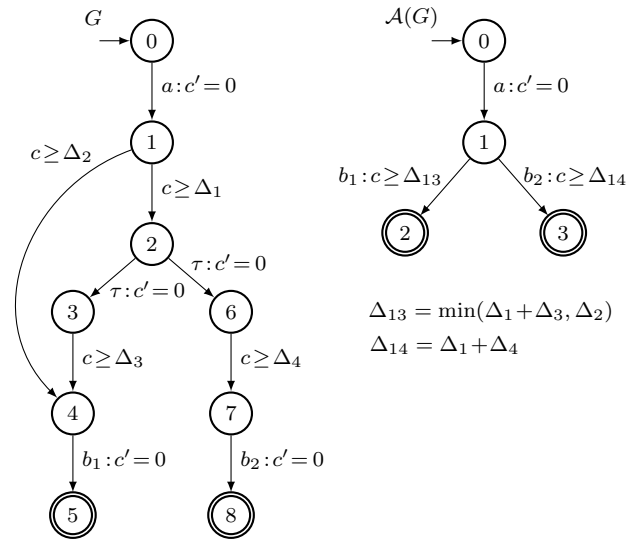 G
0
a : c′ = 0
1
c ≥ Δ₂
c ≥ Δ₁
2
τ : c′ = 0
τ : c′ = 0
3
6
c ≥ Δ₃
c ≥ Δ₄
4
7
b₁ : c′ = 0
b₂ : c′ = 0
5
8
𝒜(G)
0
a : c′ = 0
1
b₁ : c ≥ Δ₁₃
b₂ : c ≥ Δ₁₄
2
3
Δ₁₃ = min(Δ₁+Δ₃, Δ₂)
Δ₁₄ = Δ₁+Δ₄